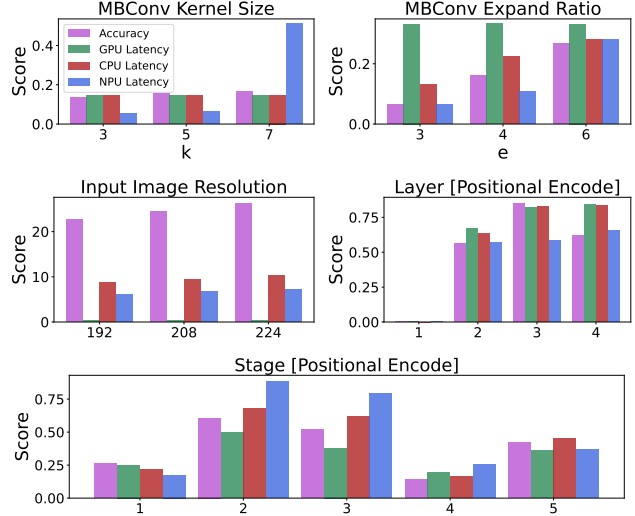 MBConv Kernel Size
Score
0.4
0.2
0.0
Accuracy
GPU Latency
CPU Latency
NPU Latency
3 5 7
k
MBConv Expand Ratio
Score
0.2
0.0
3 4 6
e
Input Image Resolution
Score
20
10
0
192 208 224
Layer [Positional Encode]
Score
0.75
0.50
0.25
0.00
1 2 3 4
Stage [Positional Encode]
Score
0.75
0.50
0.25
0.00
1 2 3 4 5